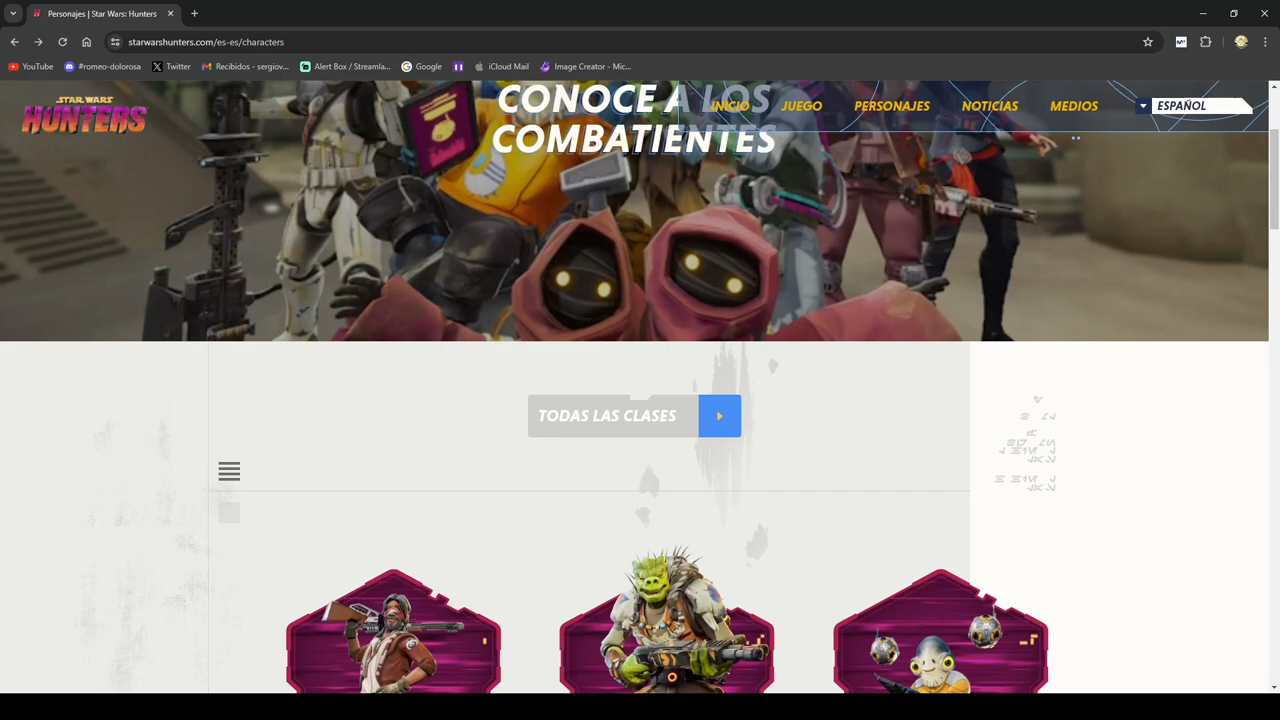 Personajes | Star Wars: Hunters
starwarshunters.com/es-es/characters
YouTube
#romeo-dolorosa
Twitter
Recibidos - sergiov...
Alert Box / Streamla...
Google
iCloud Mail
Image Creator - Mic...
STAR WARS
HUNTERS
INICIO
JUEGO
PERSONAJES
NOTICIAS
MEDIOS
ESPAÑOL
CONOCE A LOS
COMBATIENTES
TODAS LAS CLASES